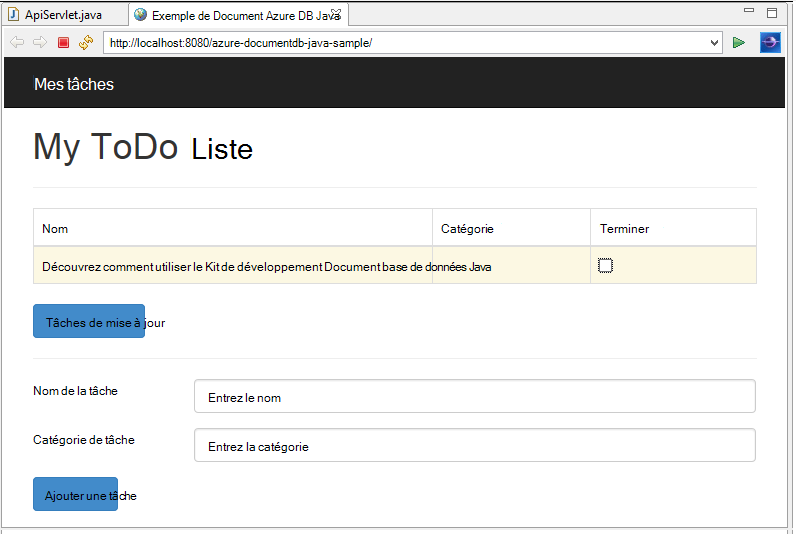 ApiServlet.java
Exemple de Document Azure DB Java
http://localhost:8080/azure-documentdb-java-sample/
Mes tâches
My ToDo Liste
Nom Catégorie Terminer
Découvrez comment utiliser le Kit de développement Document base de données Java
Tâches de mise à jour
Nom de la tâche Entrez le nom
Catégorie de tâche Entrez la catégorie
Ajouter une tâche